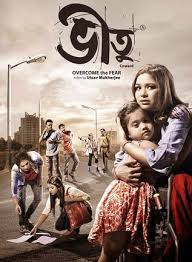 ভীতু
Coward
OVERCOME the FEAR
A film by Utsav Mukherjee